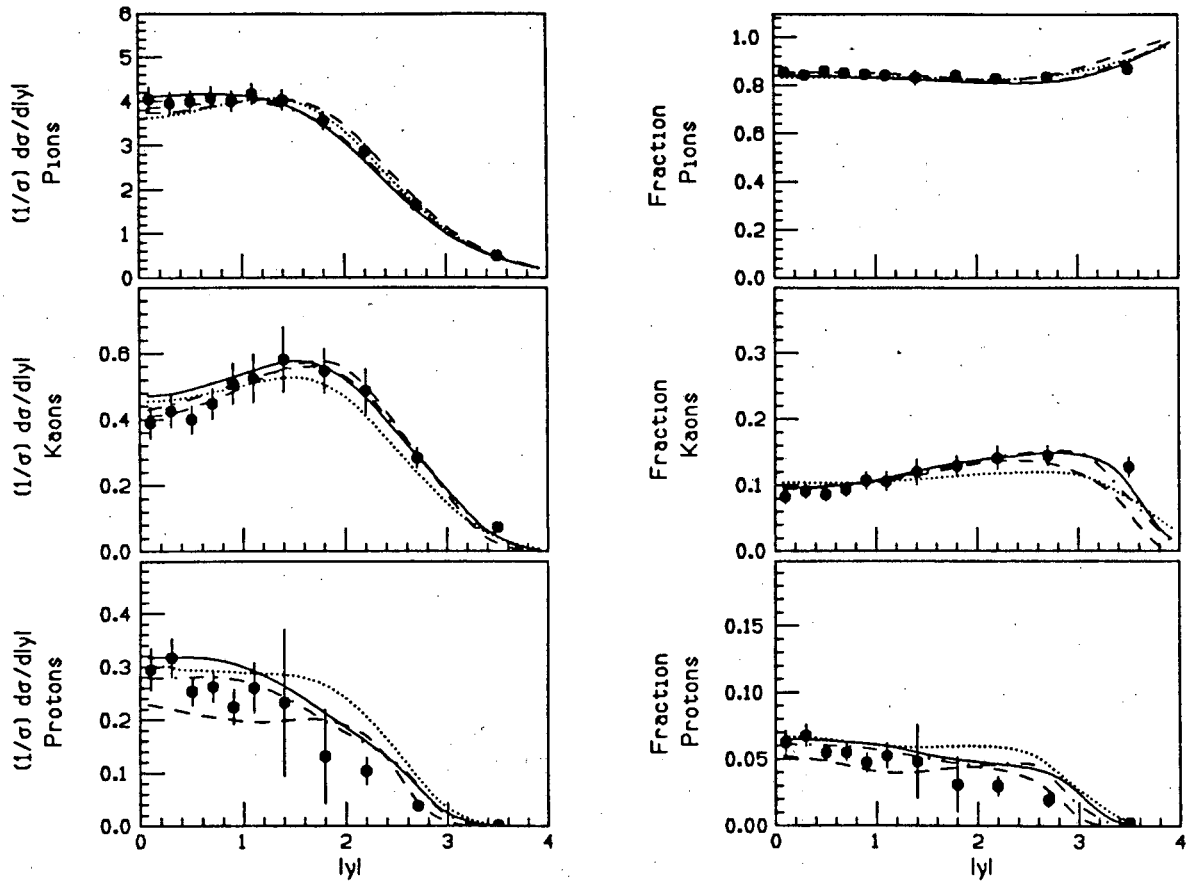 (1/σ) dσ/d|y|
Pions
6
5
4
3
2
1
0
Fraction
Pions
1.0
0.8
0.6
0.4
0.2
0.0
(1/σ) dσ/d|y|
Kaons
0.6
0.4
0.2
0.0
Fraction
Kaons
0.3
0.2
0.1
0.0
(1/σ) dσ/d|y|
Protons
0.4
0.3
0.2
0.1
0.0
0
1
2
3
4
|y|
Fraction
Protons
0.15
0.10
0.05
0.00
0
1
2
3
4
|y|